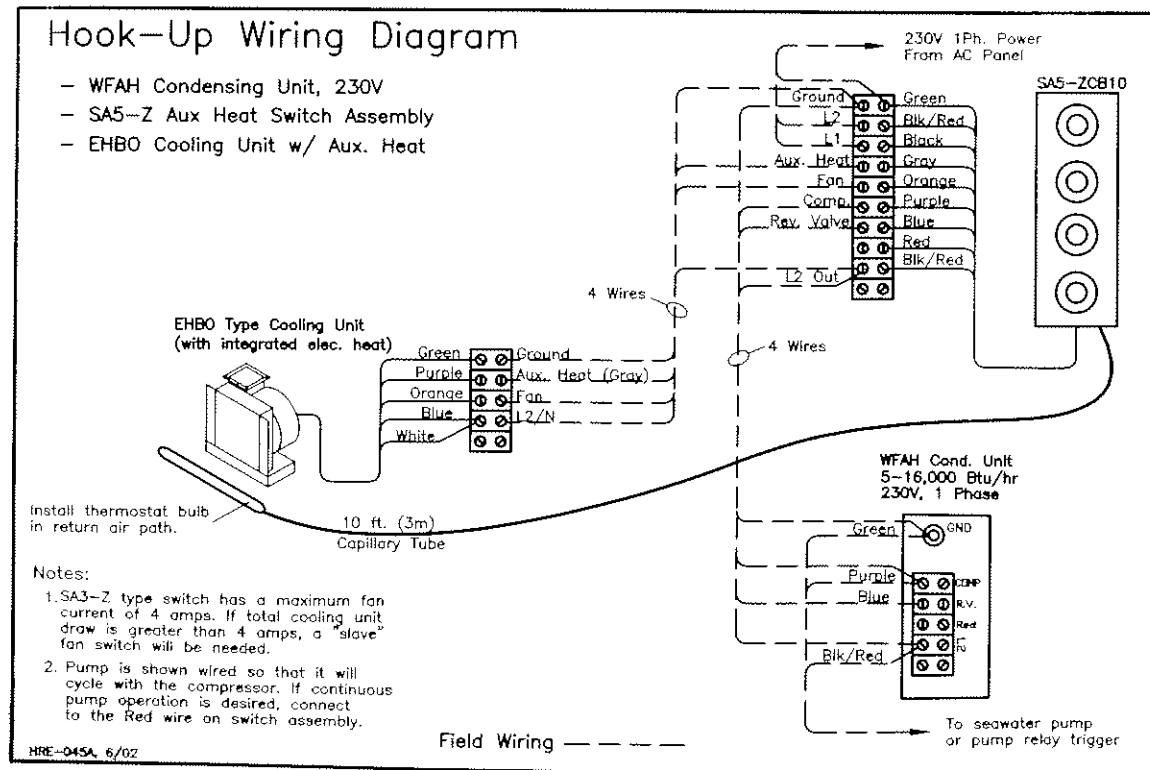 Hook-Up Wiring Diagram
- WFAH Condensing Unit, 230V
- SA5-Z Aux Heat Switch Assembly
- EHBO Cooling Unit w/ Aux. Heat
230V 1Ph. Power
From AC Panel
SA5-ZCB10
Ground
Green
L2
Blk/Red
L1
Black
Aux. Heat
Gray
Fan
Orange
Comp.
Purple
Rev. Valve
Blue
Red
Blk/Red
L2 Out
4 Wires
4 Wires
EHBO Type Cooling Unit
(with integrated elec. heat)
Green
Ground
Purple
Aux. Heat (Gray)
Orange
Fan
Blue
L2/N
White
Install thermostat bulb
in return air path.
10 ft. (3m)
Capillary Tube
WFAH Cond. Unit
5-16,000 Btu/hr
230V, 1 Phase
Green
GND
Purple
COMP
Blue
R.V.
Red
L2
Blk/Red
To seawater pump
or pump relay trigger
Notes:
1. SA3-Z type switch has a maximum fan
current of 4 amps. If total cooling unit
draw is greater than 4 amps, a "slave"
fan switch will be needed.
2. Pump is shown wired so that it will
cycle with the compressor. If continuous
pump operation is desired, connect
to the Red wire on switch assembly.
HRE-045A, 6/02
Field Wiring